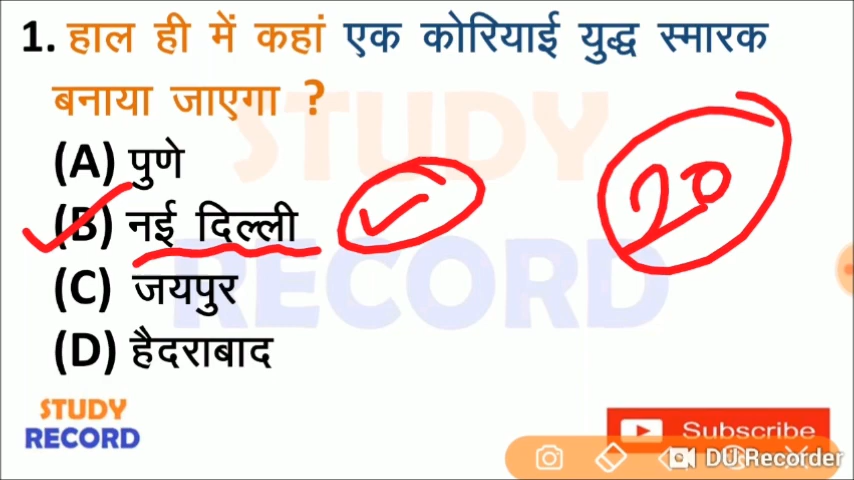 1. हाल ही में कहां एक कोरियाई युद्ध स्मारक
बनाया जाएगा ?
(A) पुणे
(B) नई दिल्ली
20
(C) जयपुर
(D) हैदराबाद
STUDY
RECORD
STUDY
RECORD
Subscribe
DU Recorder